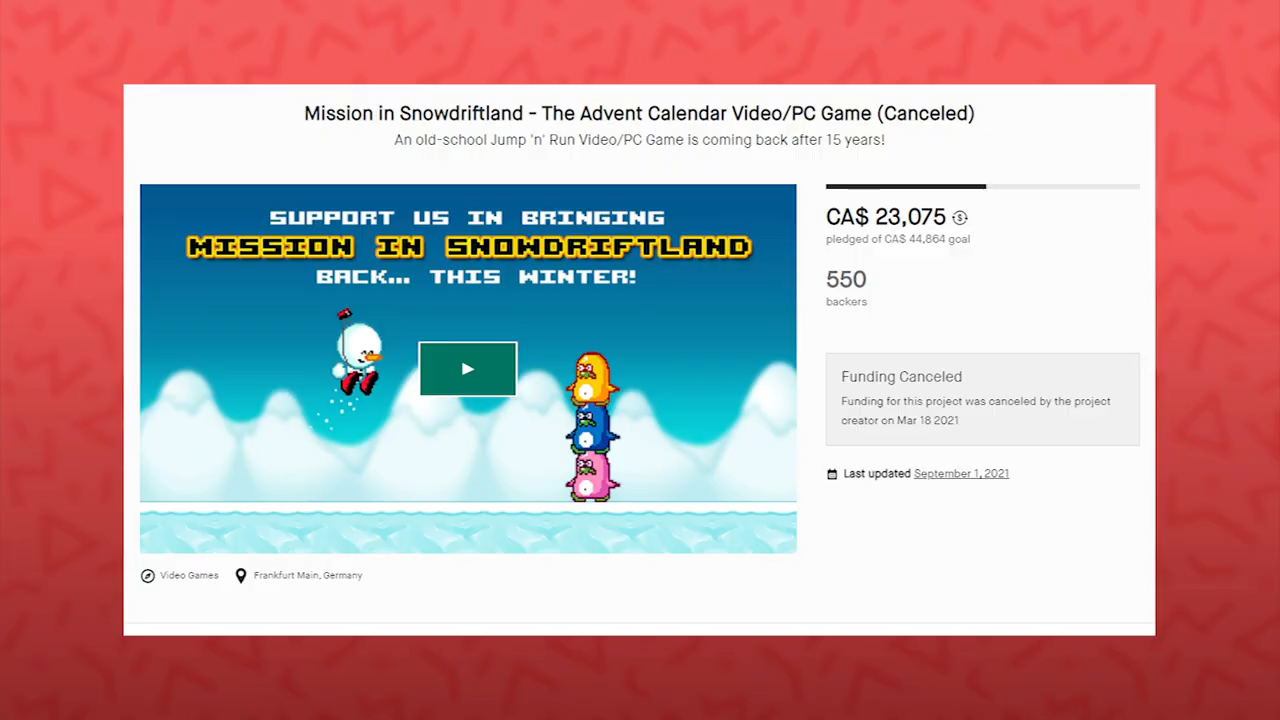 Mission in Snowdriftland - The Advent Calendar Video/PC Game (Canceled)
An old-school Jump 'n' Run Video/PC Game is coming back after 15 years!
SUPPORT US IN BRINGING
MISSION IN SNOWDRIFTLAND
BACK... THIS WINTER!
CA$ 23,075
pledged of CA$ 44,864 goal
550
backers
Funding Canceled
Funding for this project was canceled by the project
creator on Mar 18 2021
Last updated September 1, 2021
Video Games
Frankfurt Main, Germany